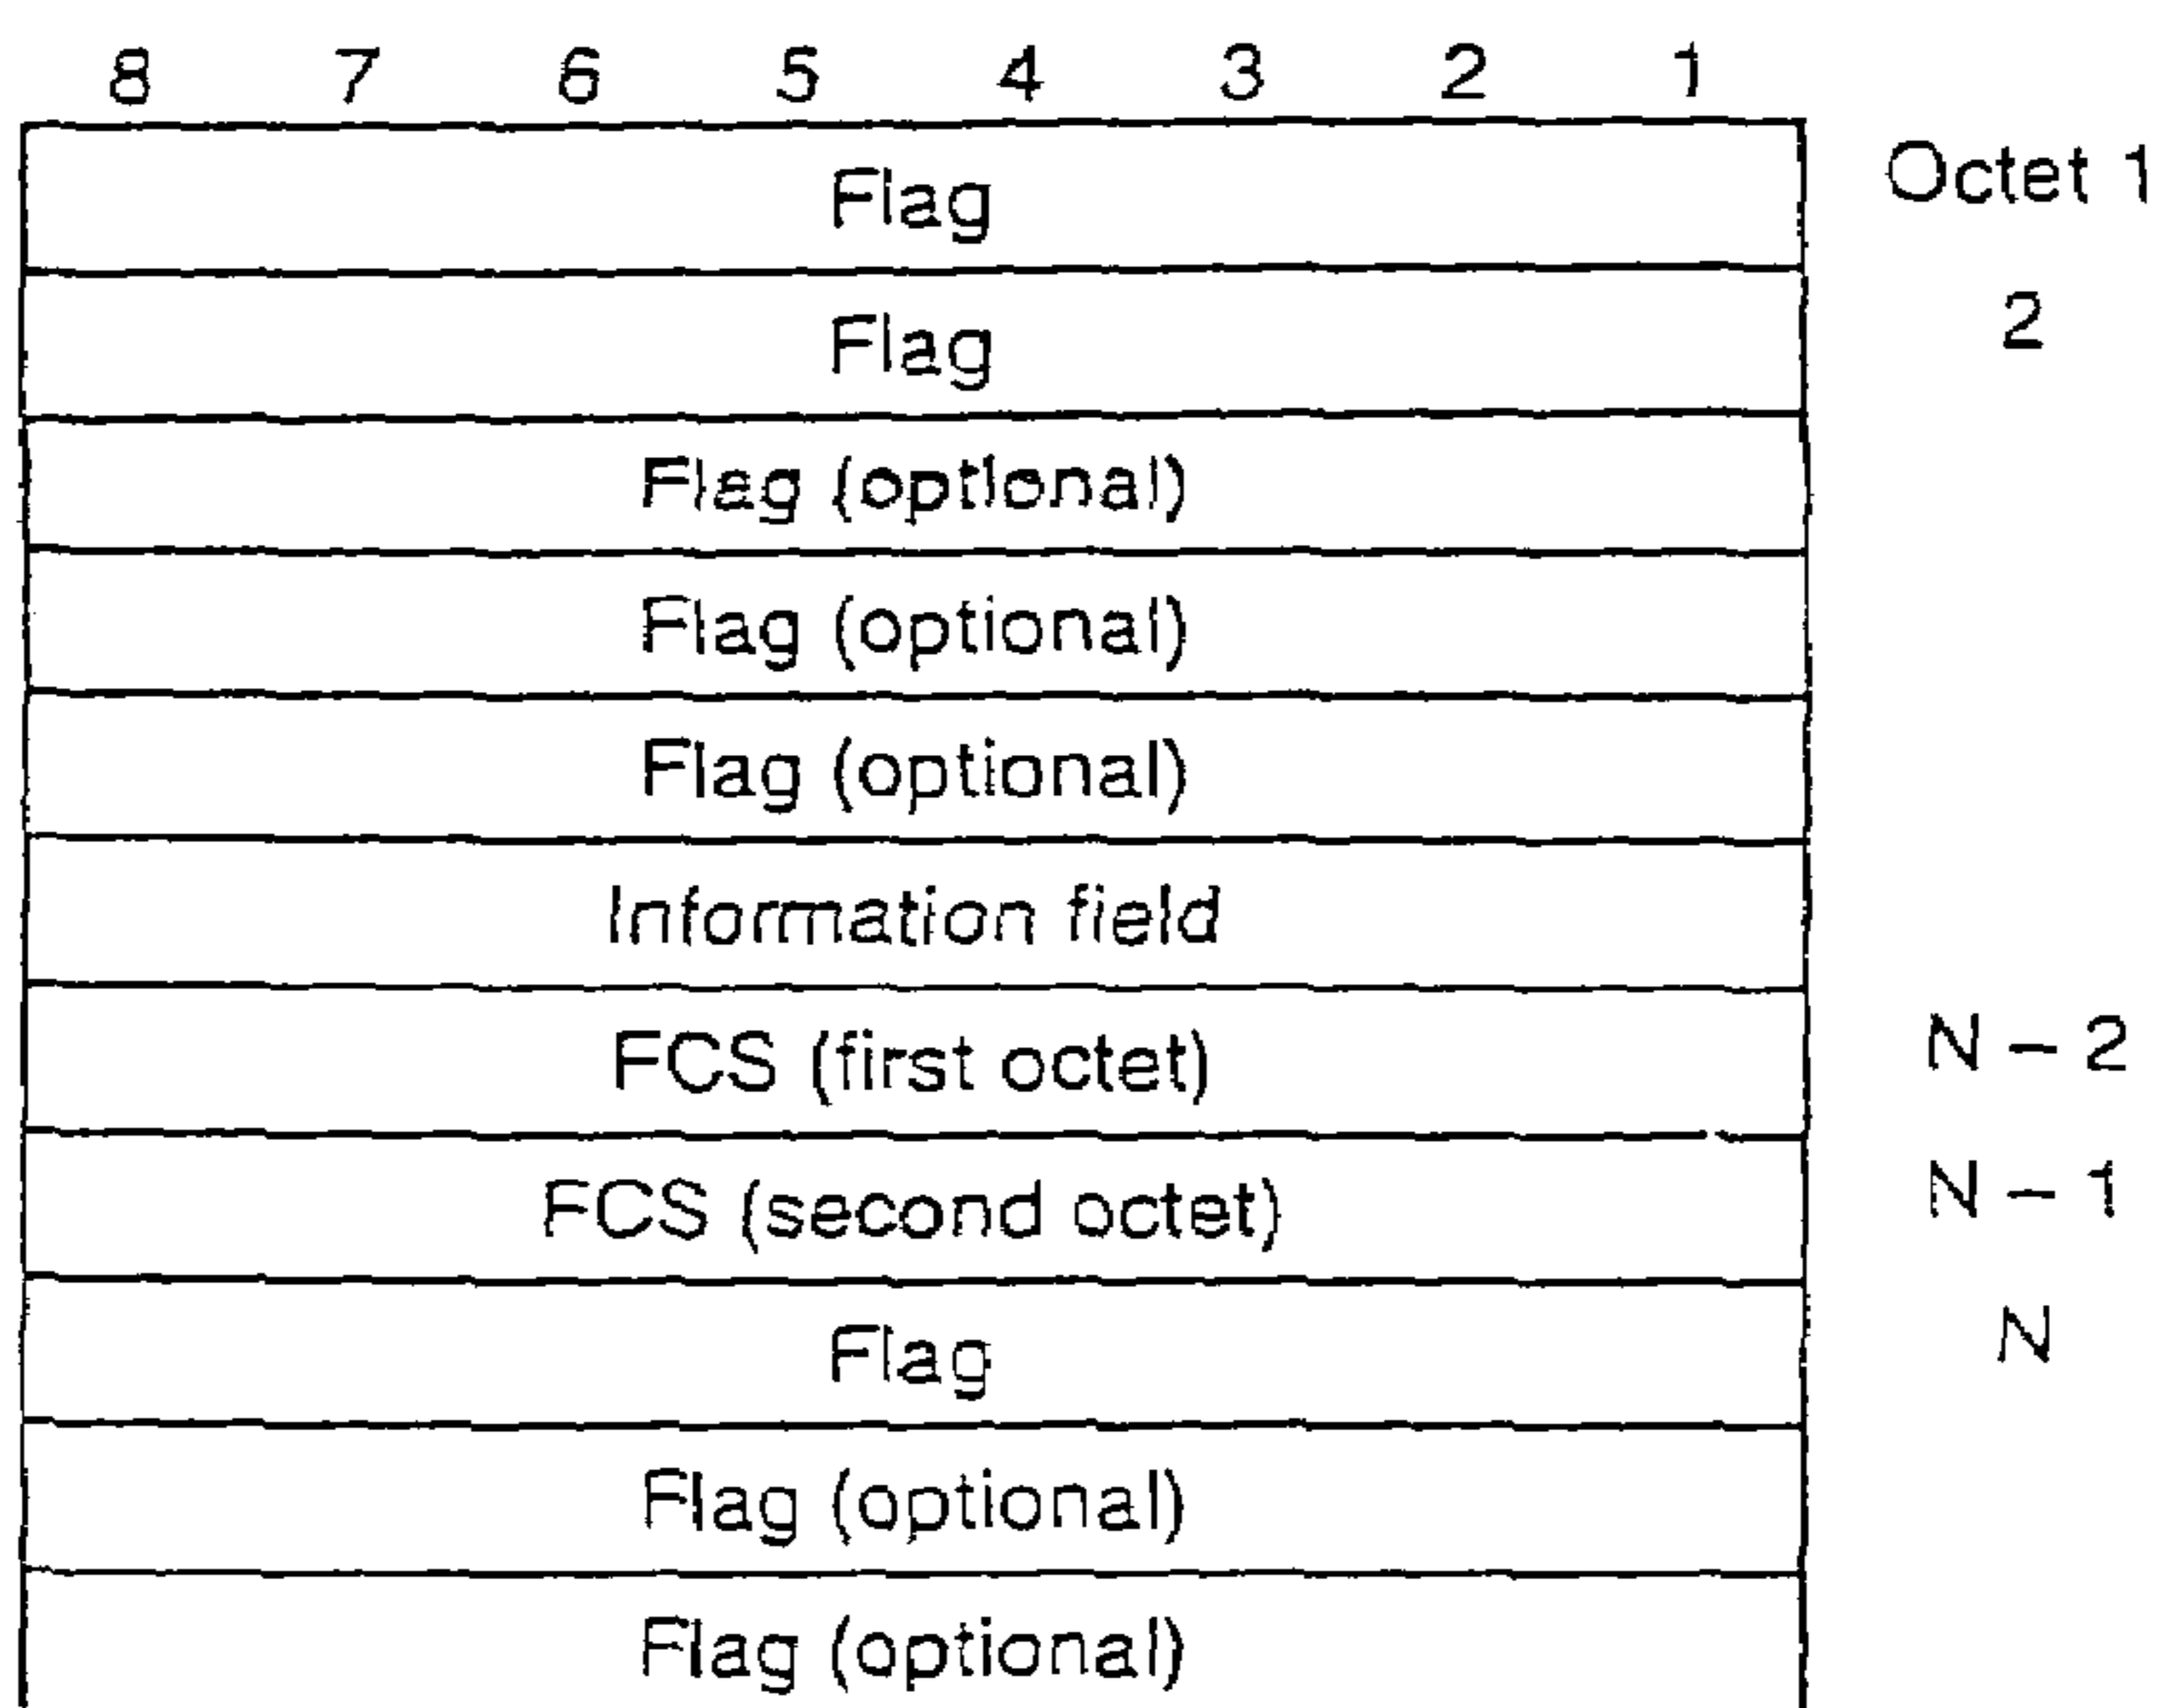 8 7 6 5 4 3 2 1
Flag Octet 1
Flag 2
Flag (optional)
Flag (optional)
Flag (optional)
Information field
FCS (first octet) N – 2
FCS (second octet) N – 1
Flag N
Flag (optional)
Flag (optional)